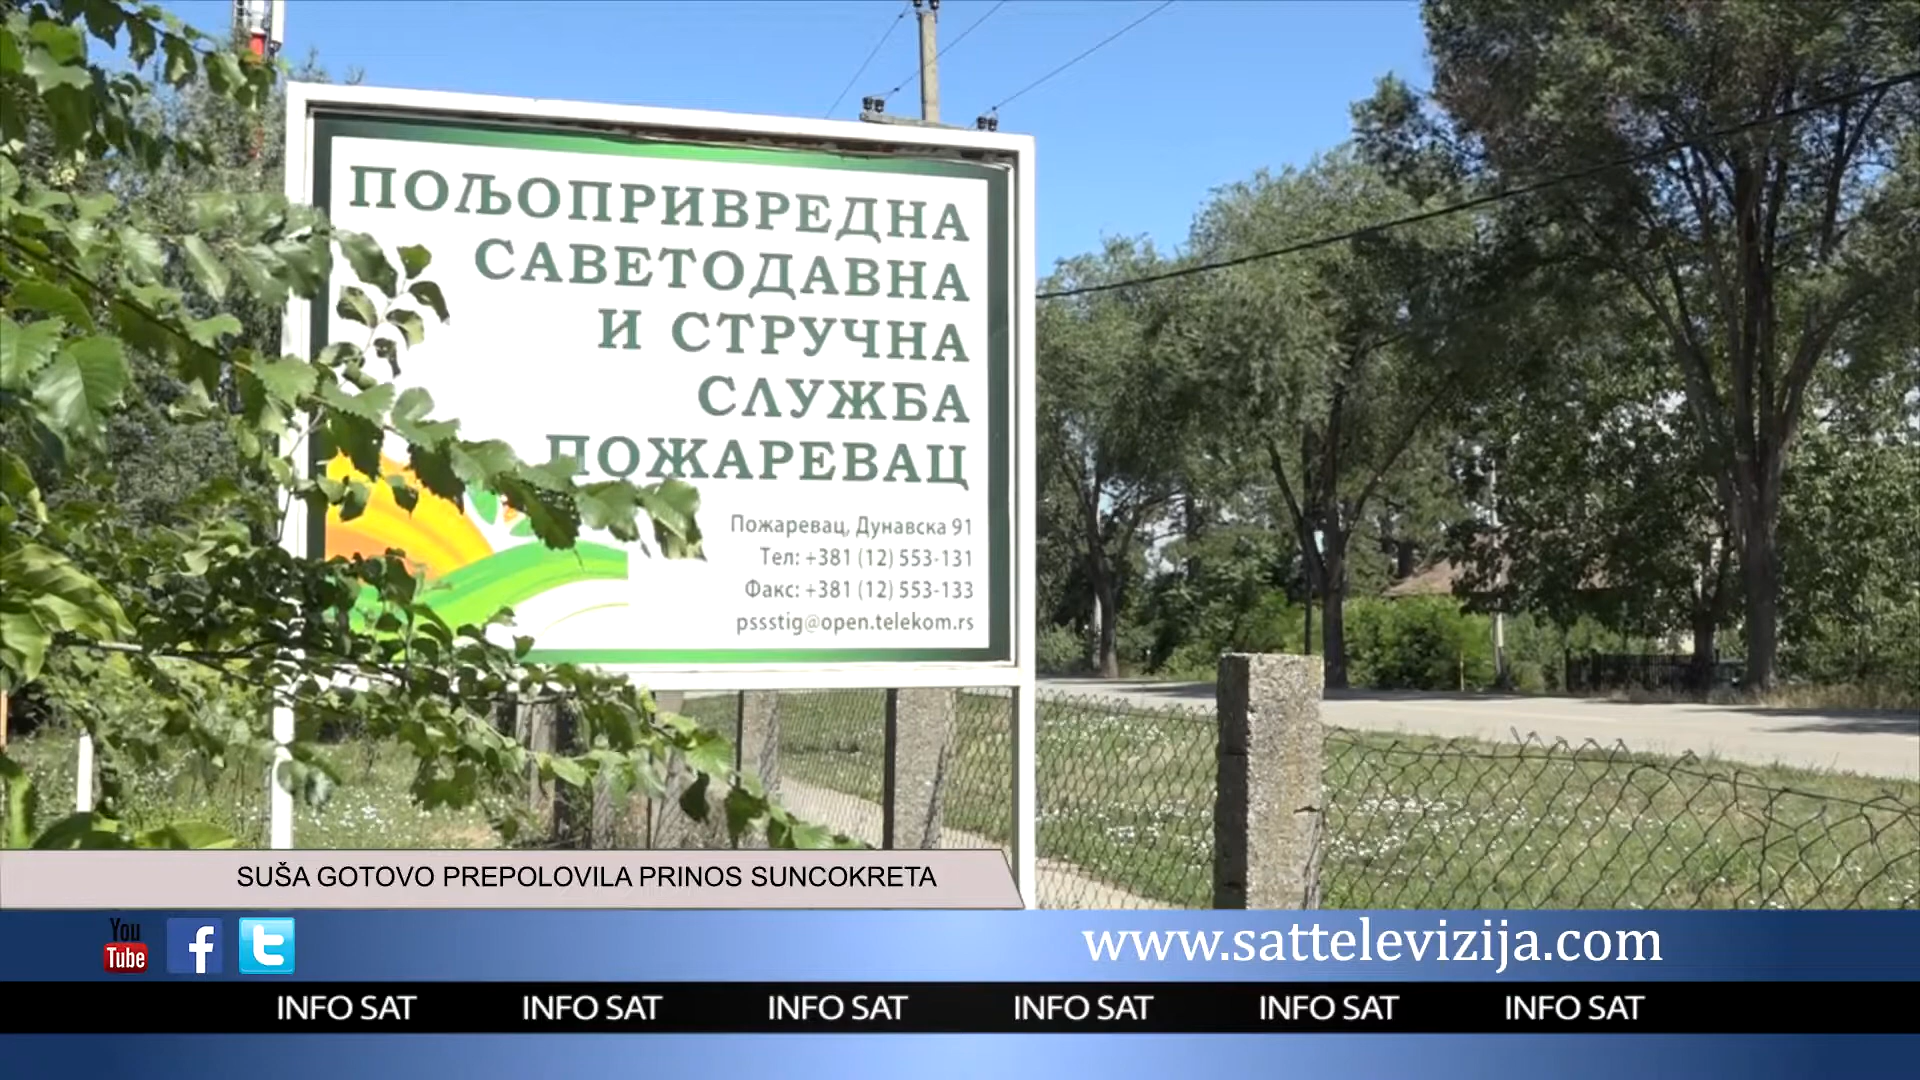 ПОЉОПРИВРЕДНА
САВЕТОДАВНА
И СТРУЧНА
СЛУЖБА
ПОЖАРЕВАЦ
Пожаревац, Дунавска 91
Тел: +381 (12) 553-131
Факс: +381 (12) 553-133
pssstig@open.telekom.rs
SUŠA GOTOVO PREPOLOVILA PRINOS SUNCOKRETA
You
Tube
f
t
www.sattelevizija.com
INFO SAT INFO SAT INFO SAT INFO SAT INFO SAT INFO SAT